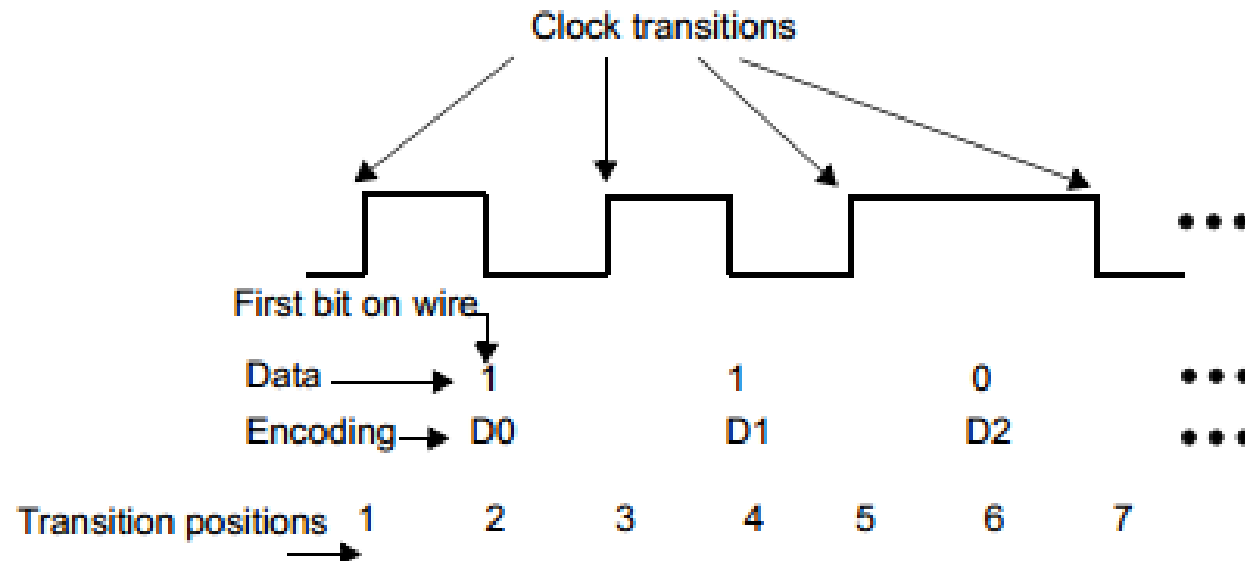 Clock transitions
•••
First bit on wire
Data 1 1 0 •••
Encoding D0 D1 D2 •••
Transition positions 1 2 3 4 5 6 7